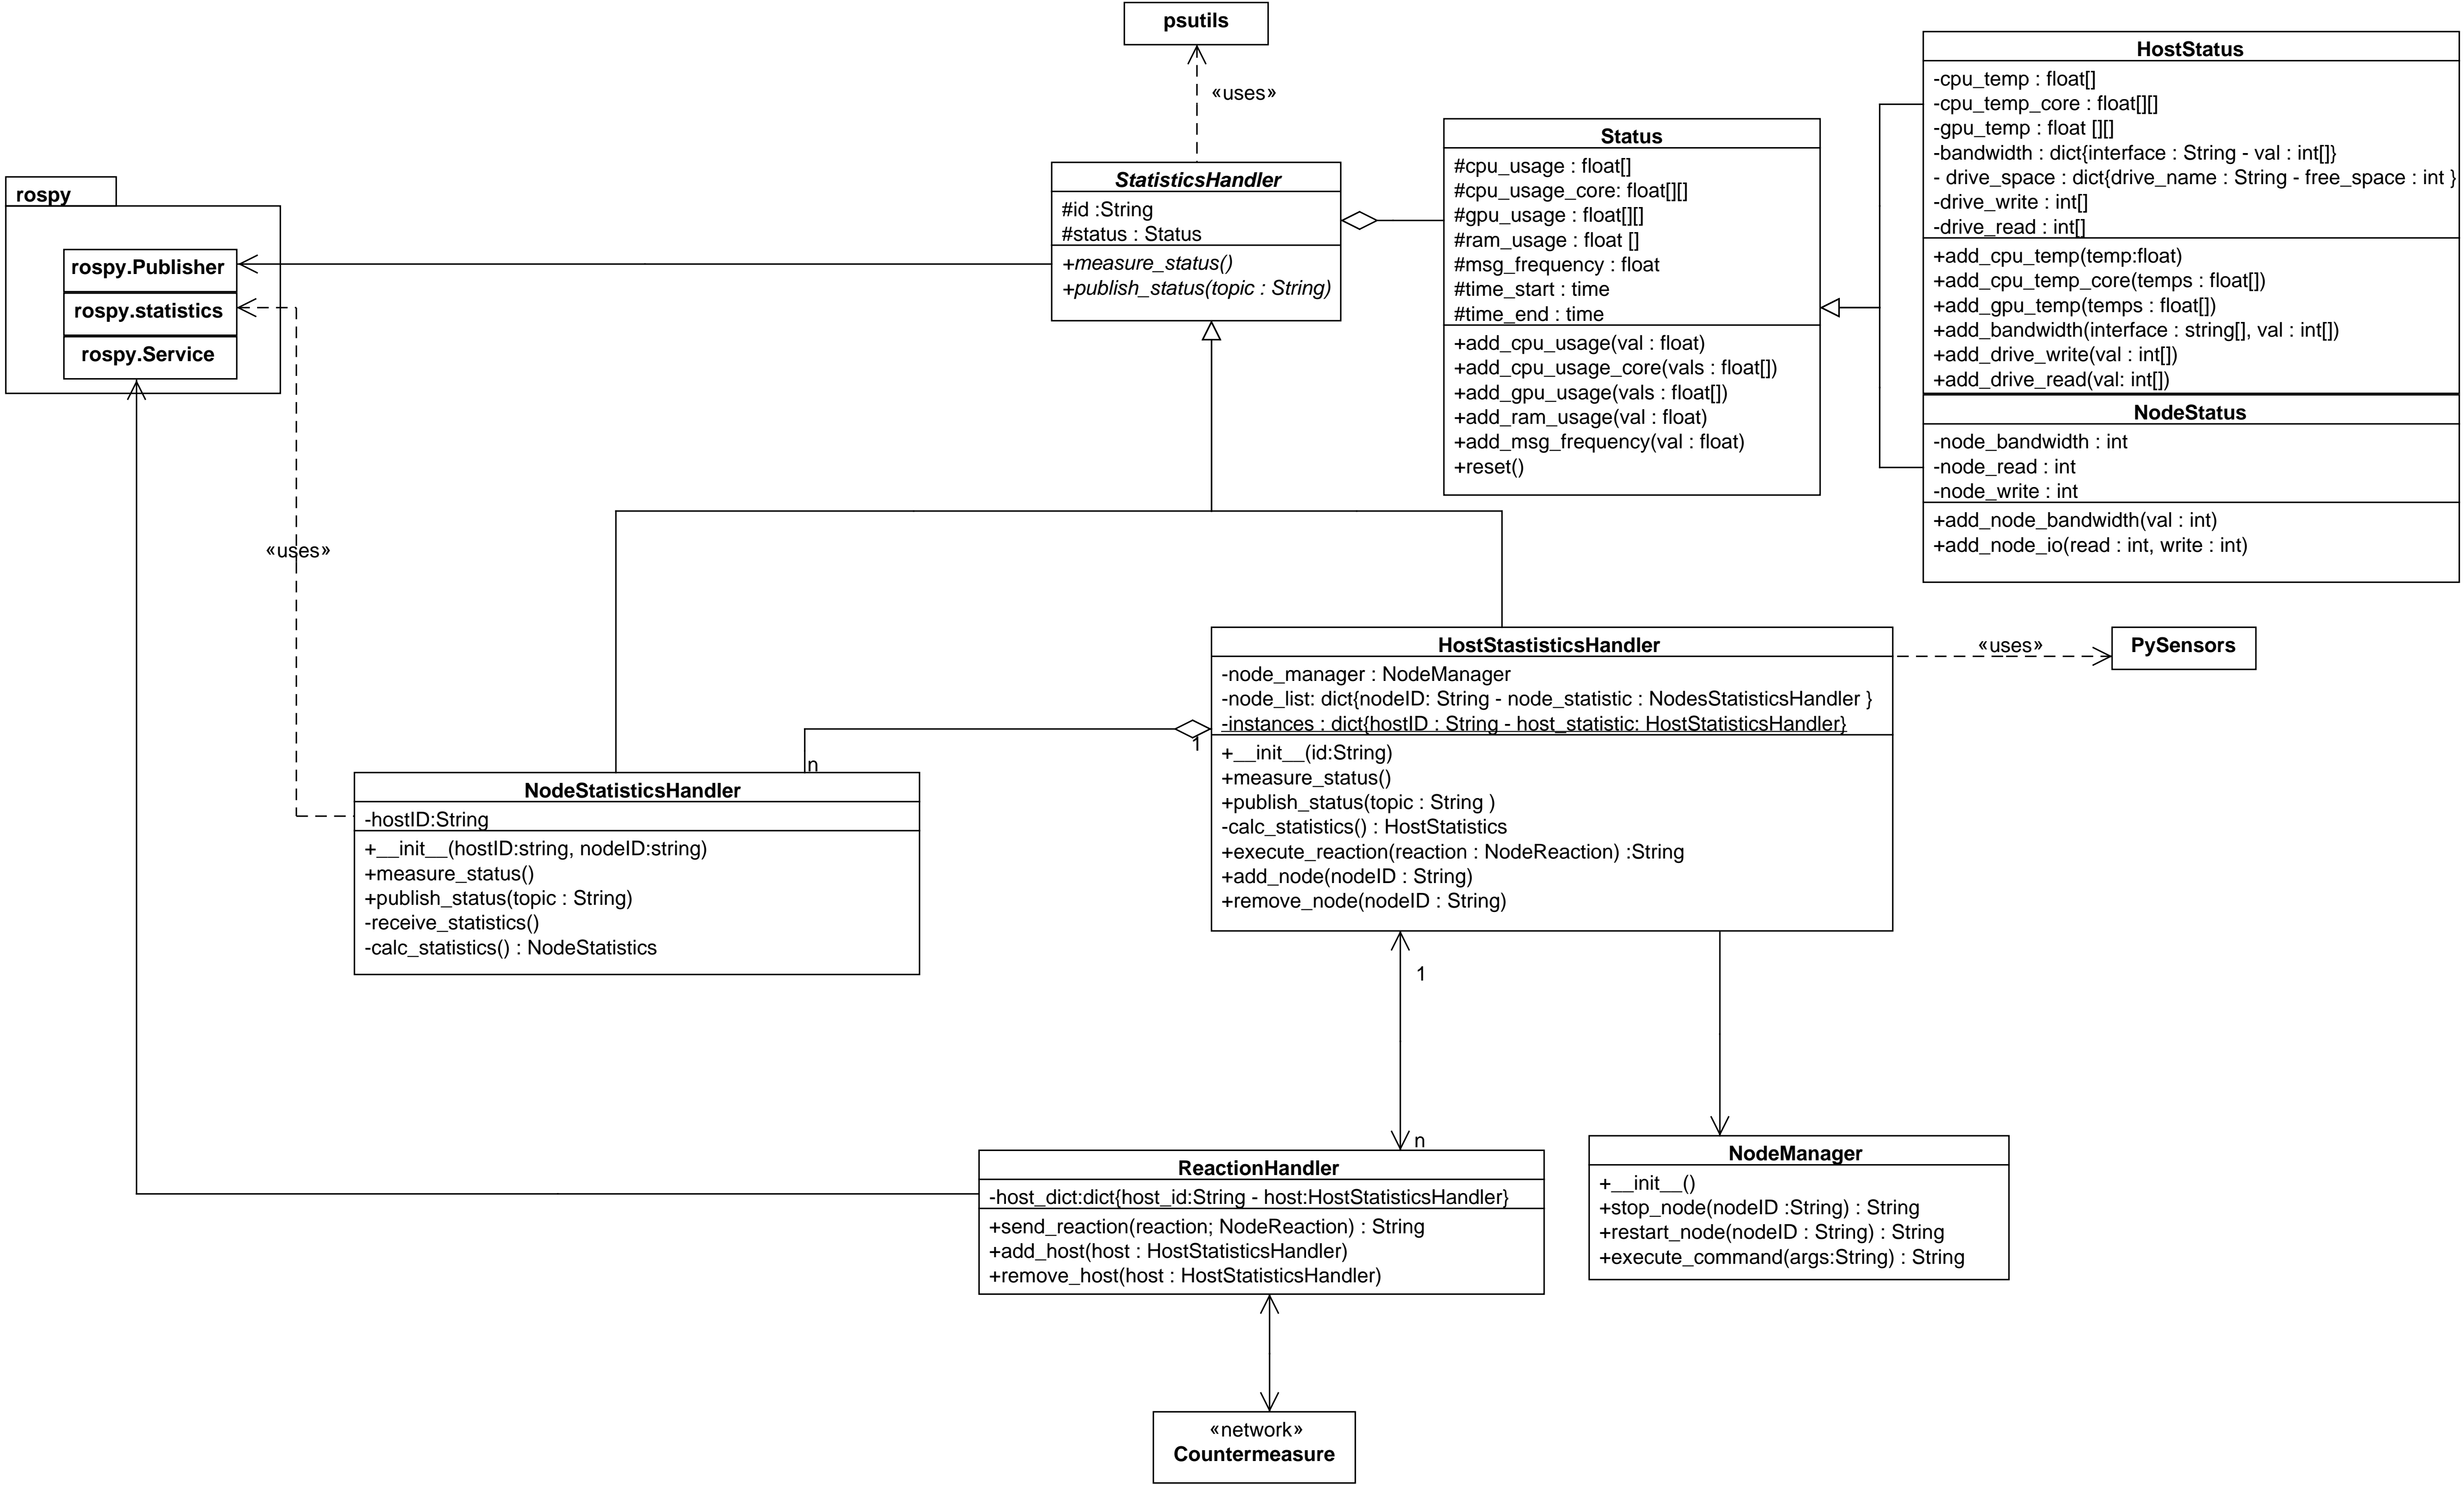 psutils
«uses»
HostStatus
-cpu_temp : float[]
-cpu_temp_core : float[][]
-gpu_temp : float [][]
-bandwidth : dict{interface : String - val : int[]}
- drive_space : dict{drive_name : String - free_space : int }
-drive_write : int[]
-drive_read : int[]
+add_cpu_temp(temp:float)
+add_cpu_temp_core(temps : float[])
+add_gpu_temp(temps : float[])
+add_bandwidth(interface : string[], val : int[])
+add_drive_write(val : int[])
+add_drive_read(val: int[])
NodeStatus
-node_bandwidth : int
-node_read : int
-node_write : int
+add_node_bandwidth(val : int)
+add_node_io(read : int, write : int)
Status
#cpu_usage : float[]
#cpu_usage_core: float[][]
#gpu_usage : float[][]
#ram_usage : float []
#msg_frequency : float
#time_start : time
#time_end : time
+add_cpu_usage(val : float)
+add_cpu_usage_core(vals : float[])
+add_gpu_usage(vals : float[])
+add_ram_usage(val : float)
+add_msg_frequency(val : float)
+reset()
StatisticsHandler
#id :String
#status : Status
+measure_status()
+publish_status(topic : String)
rospy
rospy.Publisher
rospy.statistics
rospy.Service
«uses»
HostStastisticsHandler
-node_manager : NodeManager
-node_list: dict{nodeID: String - node_statistic : NodesStatisticsHandler }
-instances : dict{hostID : String - host_statistic: HostStatisticsHandler}
+__init__(id:String)
+measure_status()
+publish_status(topic : String )
-calc_statistics() : HostStatistics
+execute_reaction(reaction : NodeReaction) :String
+add_node(nodeID : String)
+remove_node(nodeID : String)
«uses»
PySensors
1
n
NodeStatisticsHandler
-hostID:String
+__init__(hostID:string, nodeID:string)
+measure_status()
+publish_status(topic : String)
-receive_statistics()
-calc_statistics() : NodeStatistics
1
n
ReactionHandler
-host_dict:dict{host_id:String - host:HostStatisticsHandler}
+send_reaction(reaction; NodeReaction) : String
+add_host(host : HostStatisticsHandler)
+remove_host(host : HostStatisticsHandler)
NodeManager
+__init__()
+stop_node(nodeID :String) : String
+restart_node(nodeID : String) : String
+execute_command(args:String) : String
«network»
Countermeasure